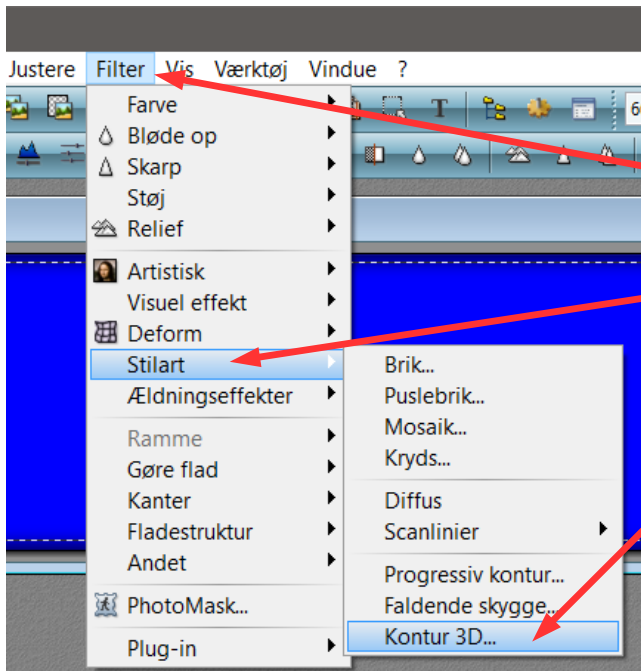 Justere Filter Vis Værktøj Vindue ?
T 6
Farve
Bløde op
Skarp
Støj
Relief
Artistisk
Visuel effekt
Deform
Stilart
Ældningseffekter
Ramme
Gøre flad
Kanter
Fladestruktur
Andet
PhotoMask...
Plug-in
Brik...
Puslebrik...
Mosaik...
Kryds...
Diffus
Scanlinier
Progressiv kontur...
Faldende skygge...
Kontur 3D...